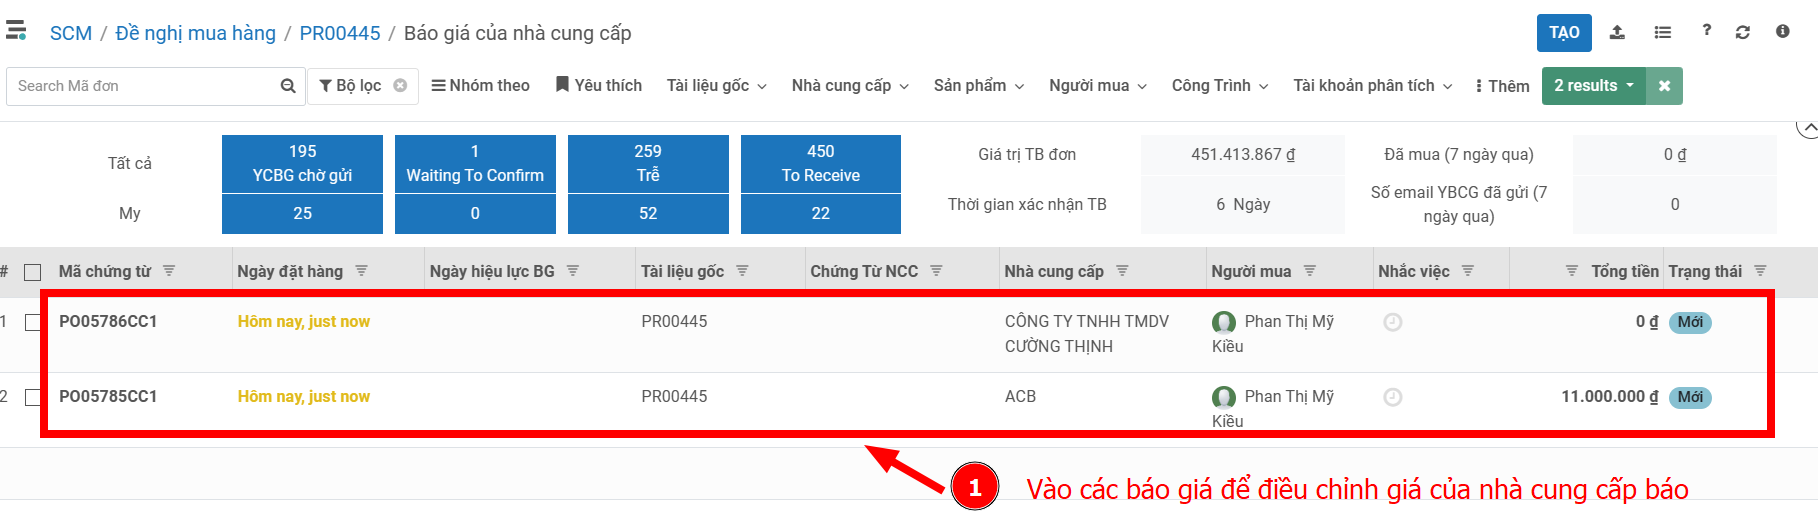 SCM / Đề nghị mua hàng / PR00445 / Báo giá của nhà cung cấp
TẠO
Search Mã đơn
Bộ lọc
Nhóm theo
Yêu thích
Tài liệu gốc
Nhà cung cấp
Sản phẩm
Người mua
Công Trình
Tài khoản phân tích
Thêm
2 results
Tất cả
195
YCBG chờ gửi
1
Waiting To Confirm
259
Trễ
450
To Receive
Giá trị TB đơn
451.413.867 ₫
Đã mua (7 ngày qua)
0 ₫
My
25
0
52
22
Thời gian xác nhận TB
6 Ngày
Số email YBCG đã gửi (7
ngày qua)
0
# Mã chứng từ Ngày đặt hàng Ngày hiệu lực BG Tài liệu gốc Chứng Từ NCC Nhà cung cấp Người mua Nhắc việc Tổng tiền Trạng thái
1 PO05786CC1 Hôm nay, just now PR00445 CÔNG TY TNHH TMDV Phan Thị Mỹ 0 ₫ Mới
CƯỜNG THỊNH Kiều
2 PO05785CC1 Hôm nay, just now PR00445 ACB Phan Thị Mỹ 11.000.000 ₫ Mới
Kiều
1 Vào các báo giá để điều chỉnh giá của nhà cung cấp báo